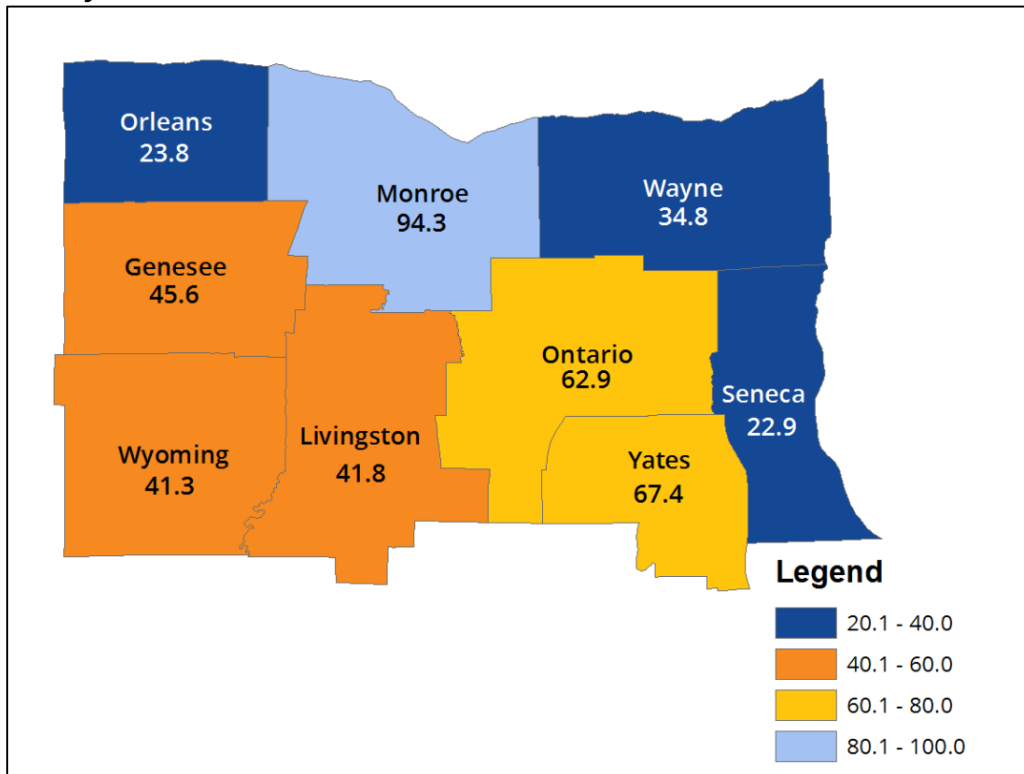 Orleans
23.8
Monroe
94.3
Wayne
34.8
Genesee
45.6
Ontario
62.9
Seneca
22.9
Livingston
41.8
Wyoming
41.3
Yates
67.4
Legend
20.1 - 40.0
40.1 - 60.0
60.1 - 80.0
80.1 - 100.0